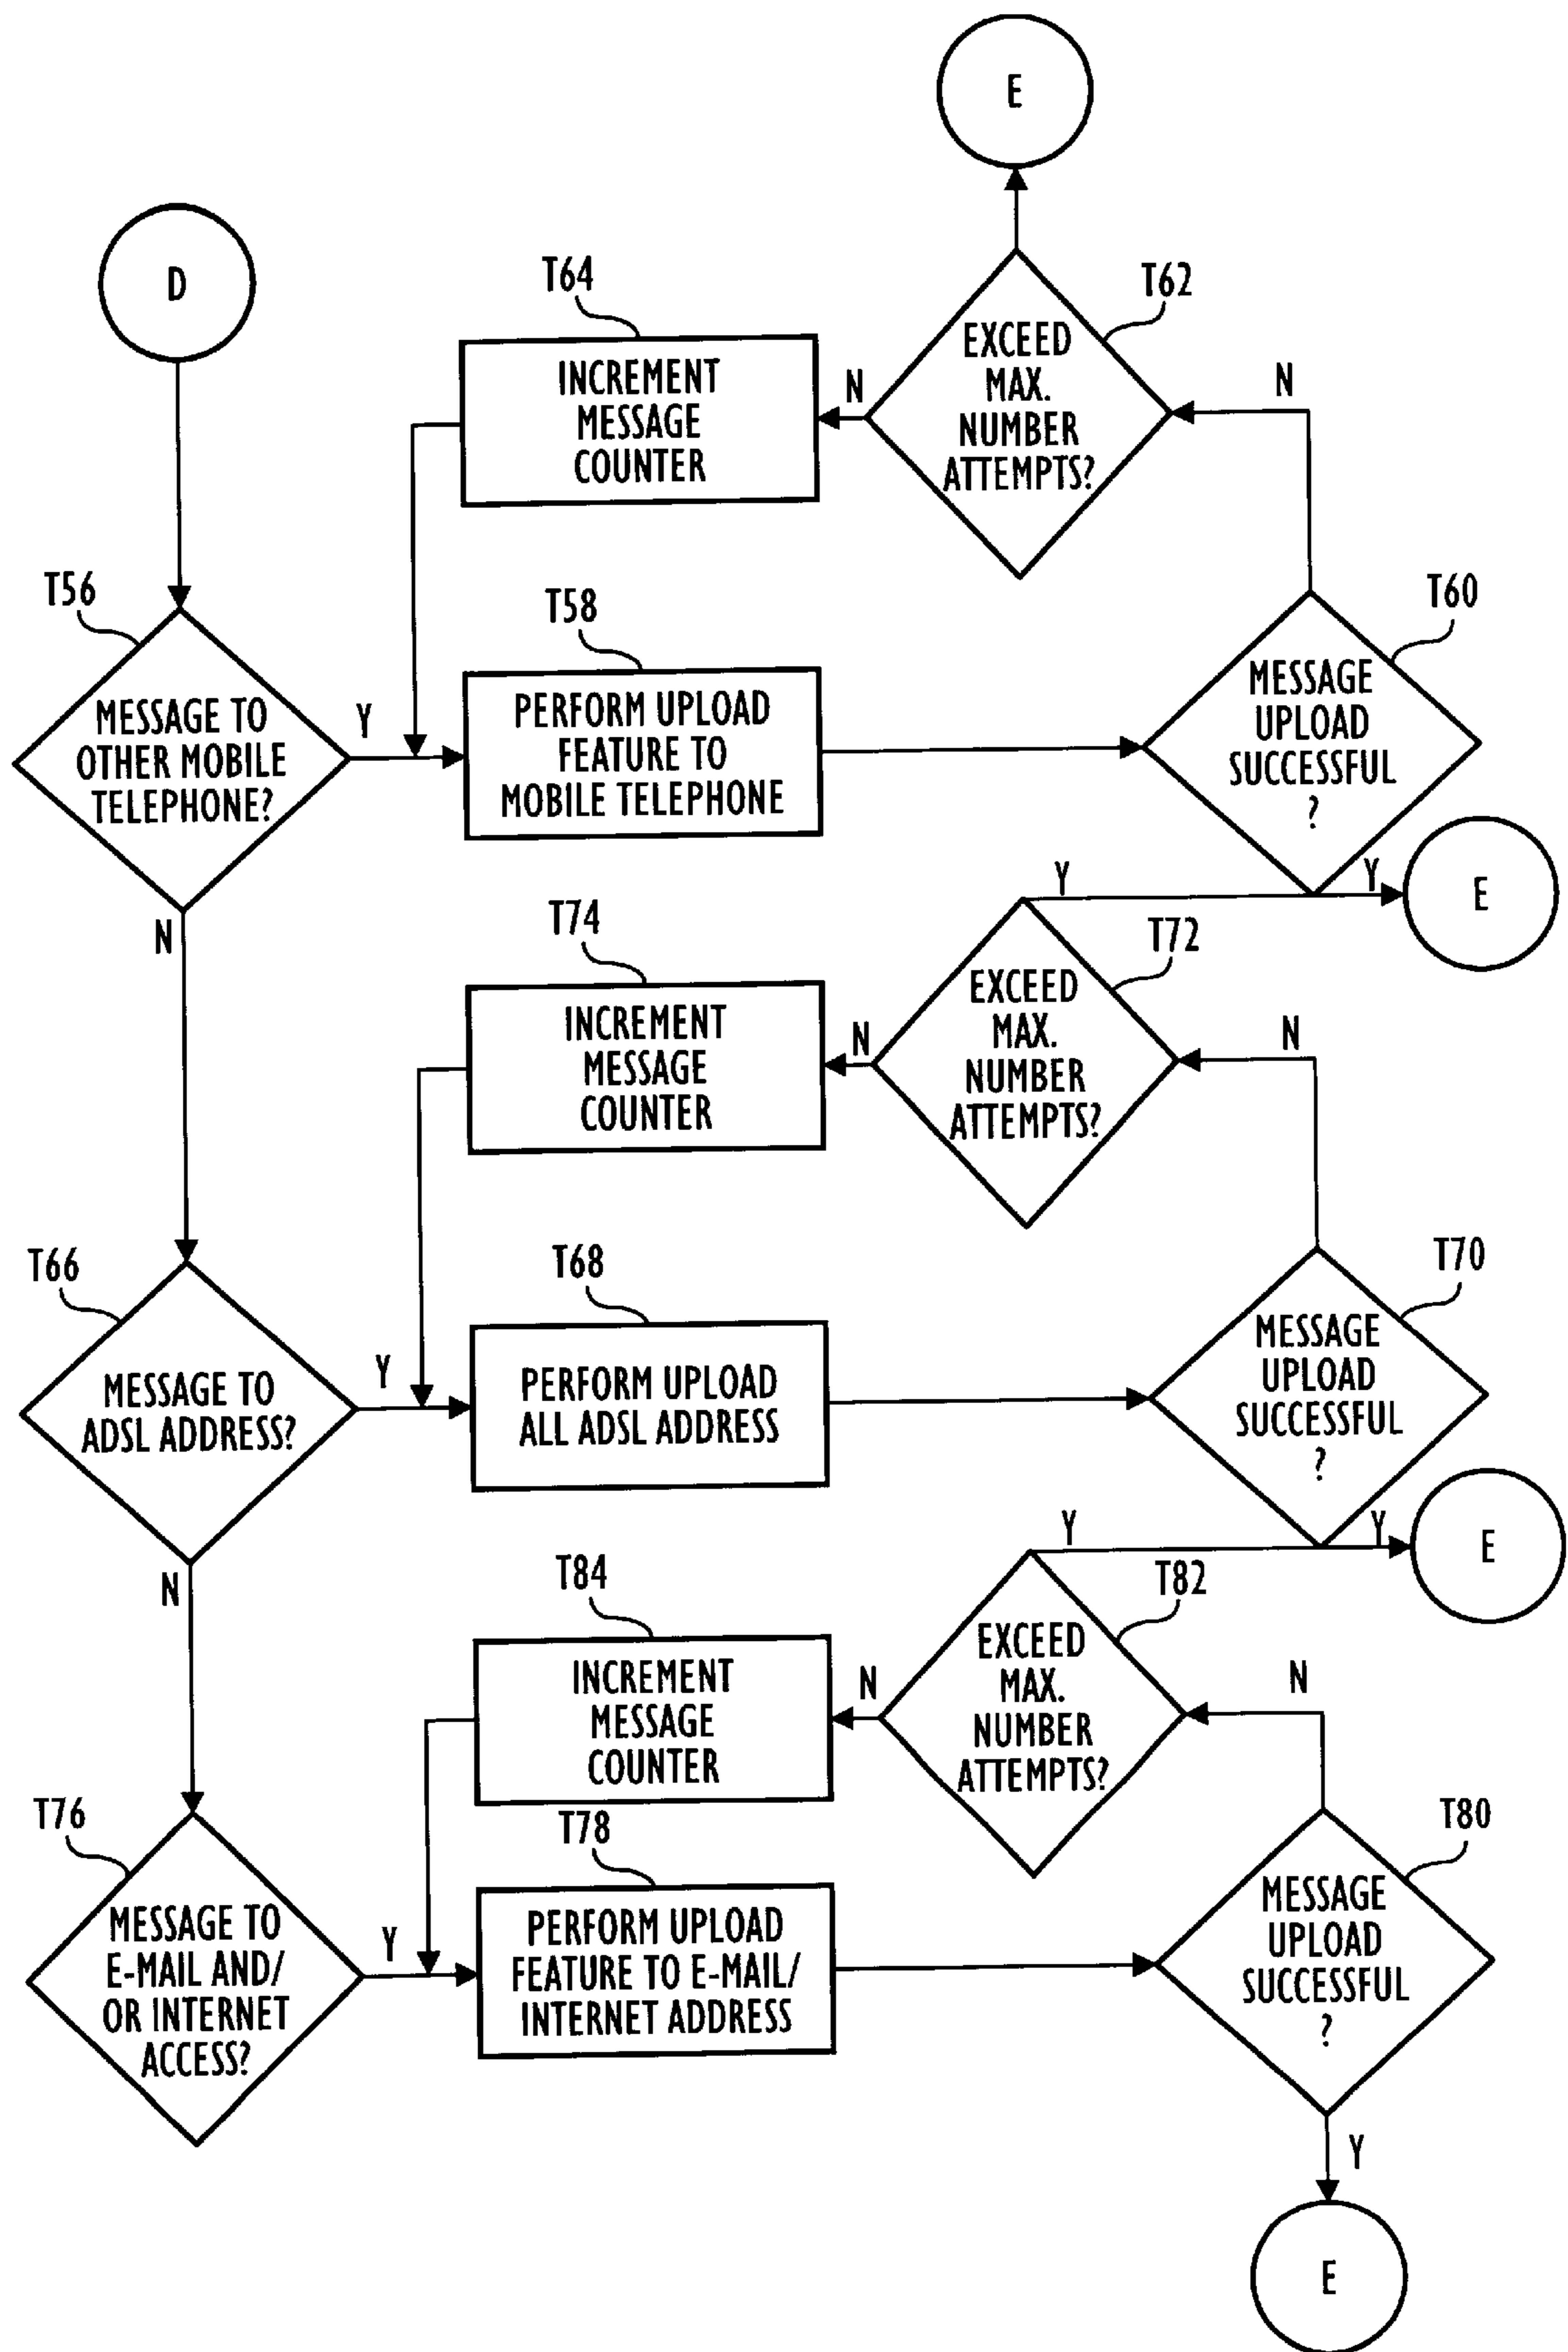 E
D
T64
T62
INCREMENT
MESSAGE
COUNTER
N
EXCEED
MAX.
NUMBER
ATTEMPTS?
N
T56
T58
T60
MESSAGE TO
OTHER MOBILE
TELEPHONE?
Y
PERFORM UPLOAD
FEATURE TO
MOBILE TELEPHONE
MESSAGE
UPLOAD
SUCCESSFUL
?
Y
Y
E
N
T74
T72
INCREMENT
MESSAGE
COUNTER
N
EXCEED
MAX.
NUMBER
ATTEMPTS?
N
T66
T68
T70
MESSAGE TO
ADSL ADDRESS?
Y
PERFORM UPLOAD
ALL ADSL ADDRESS
MESSAGE
UPLOAD
SUCCESSFUL
?
Y
Y
E
N
T84
T82
INCREMENT
MESSAGE
COUNTER
N
EXCEED
MAX.
NUMBER
ATTEMPTS?
N
T76
T78
T80
MESSAGE TO
E-MAIL AND/
OR INTERNET
ACCESS?
Y
PERFORM UPLOAD
FEATURE TO E-MAIL/
INTERNET ADDRESS
MESSAGE
UPLOAD
SUCCESSFUL
?
Y
E